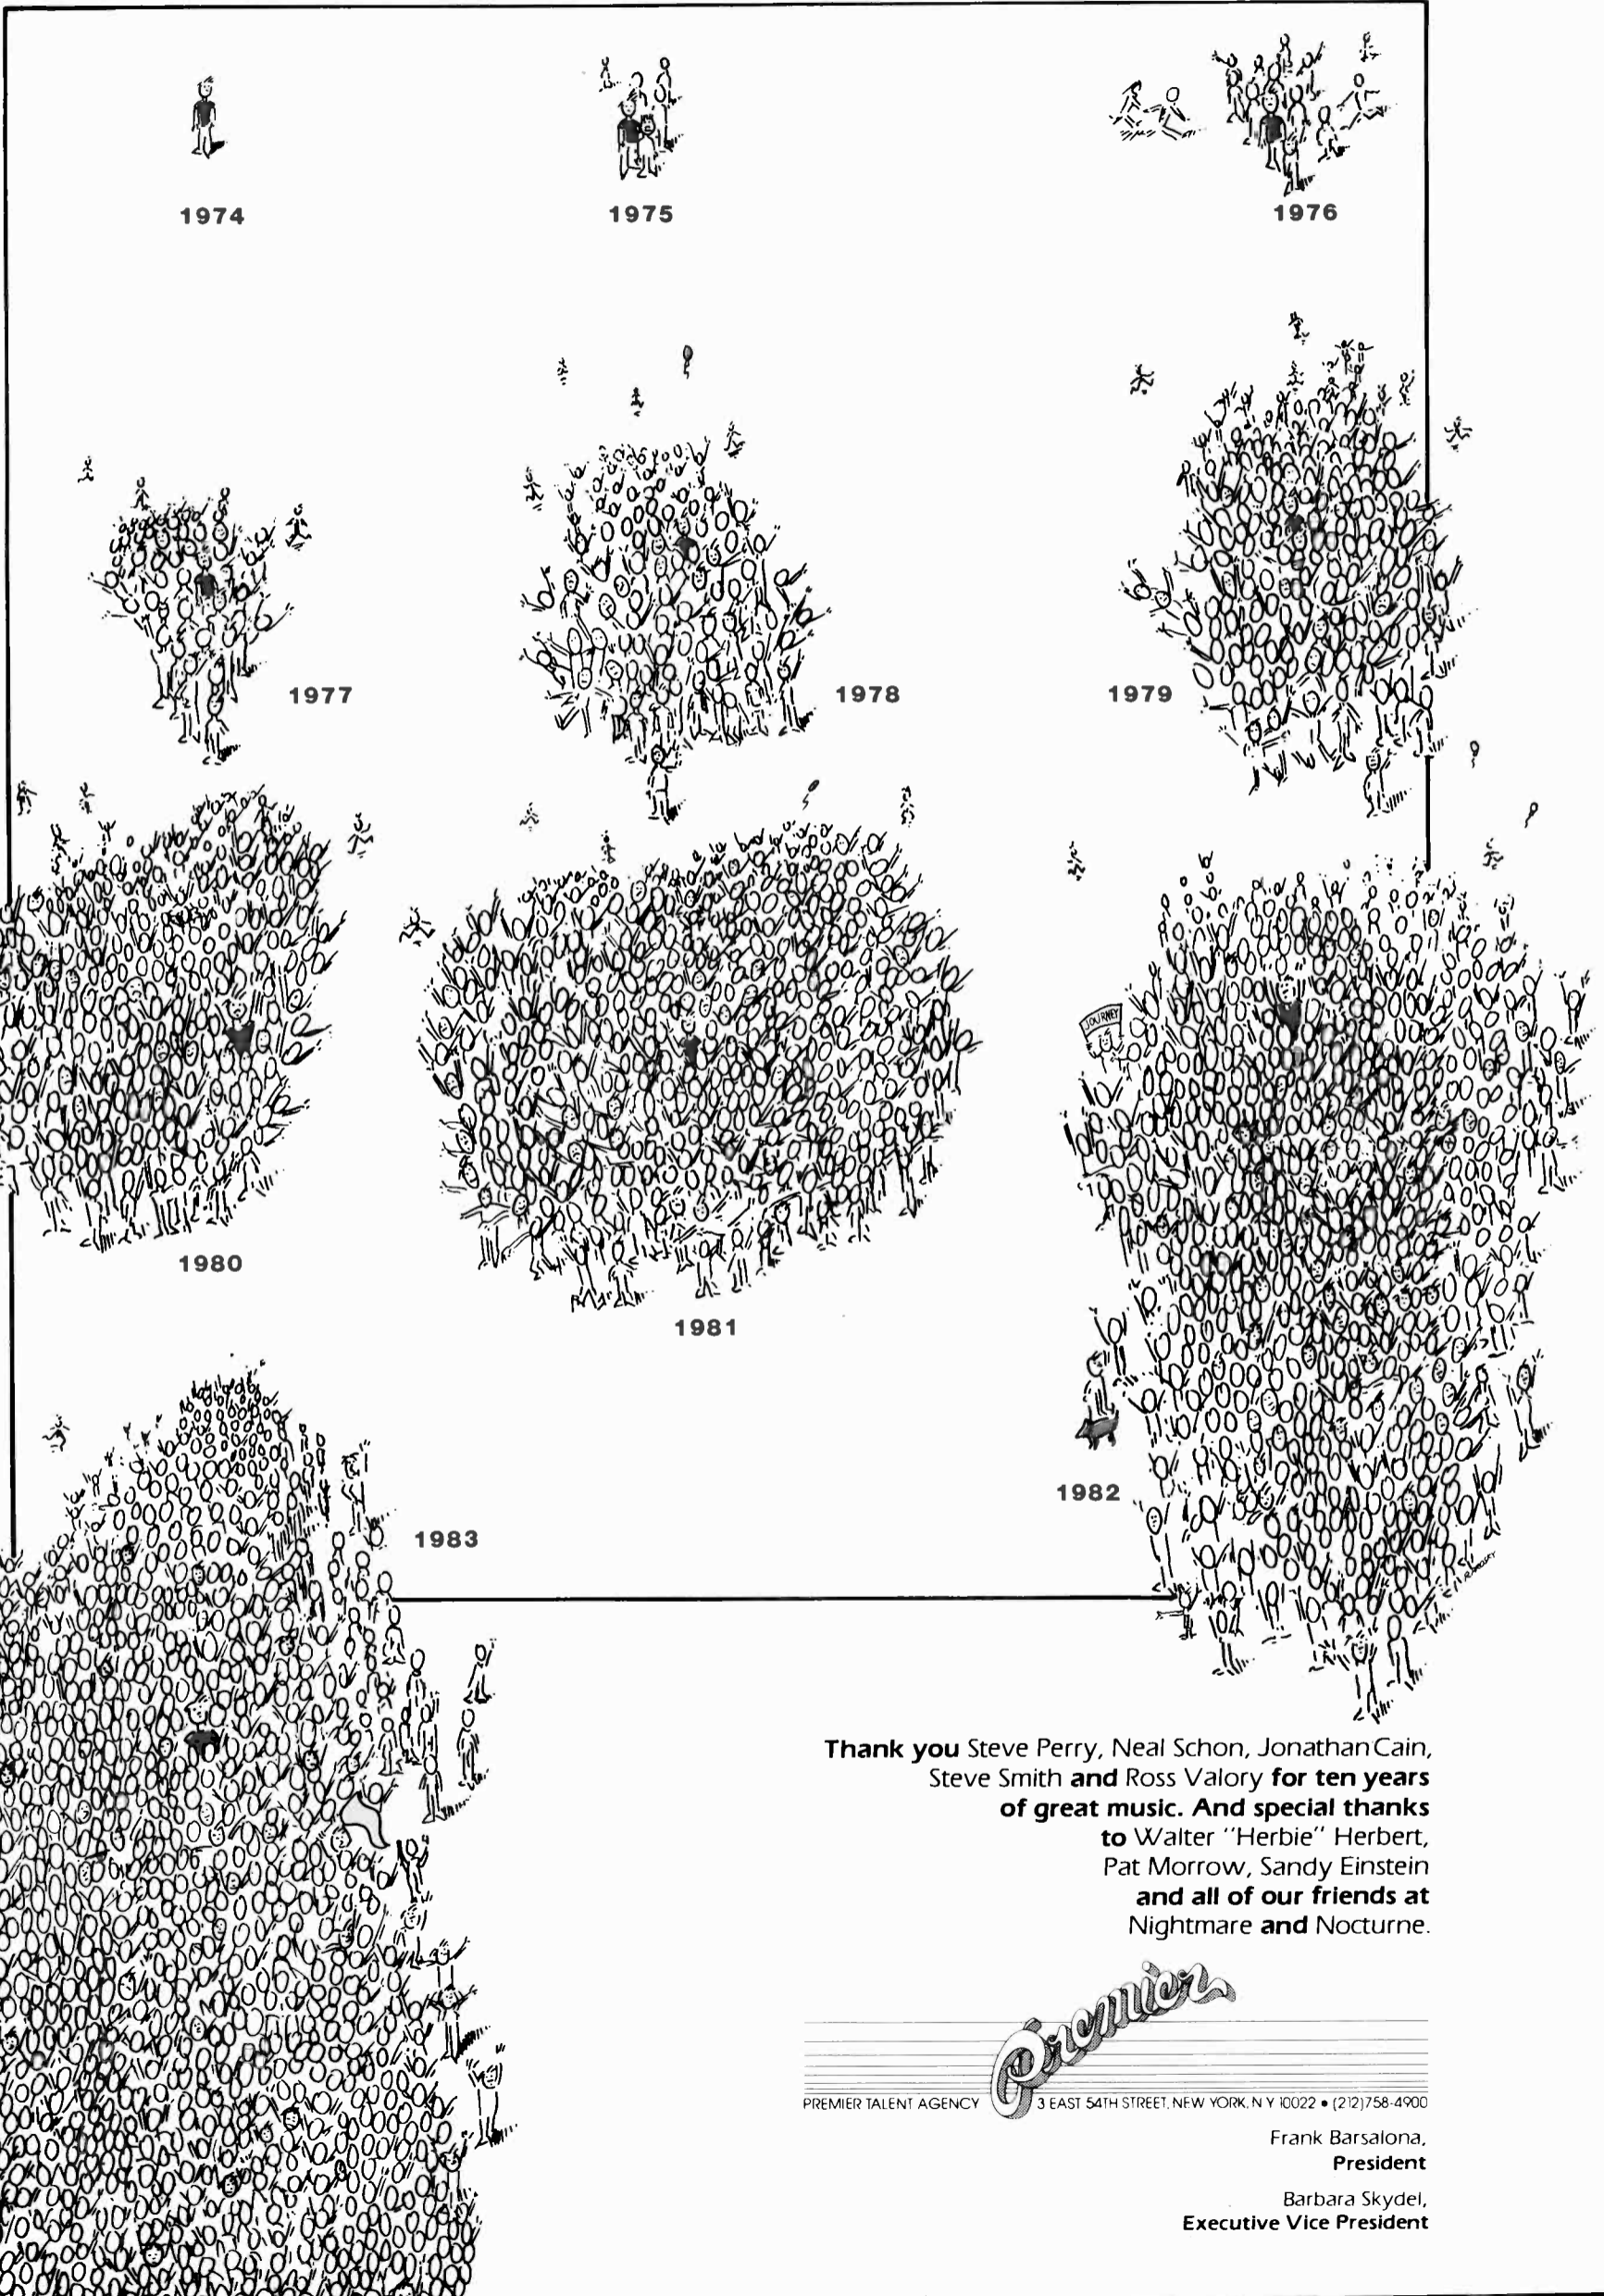 1974
1975
1976
1977
1978
1979
JOURNEY
1980
1981
1982
1983
Thank you Steve Perry, Neal Schon, Jonathan Cain,
Steve Smith and Ross Valory for ten years
of great music. And special thanks
to Walter "Herbie" Herbert,
Pat Morrow, Sandy Einstein
and all of our friends at
Nightmare and Nocturne.
Premier
PREMIER TALENT AGENCY 3 EAST 54TH STREET, NEW YORK, N Y 10022 • (212)758-4900
Frank Barsalona,
President
Barbara Skydel,
Executive Vice President